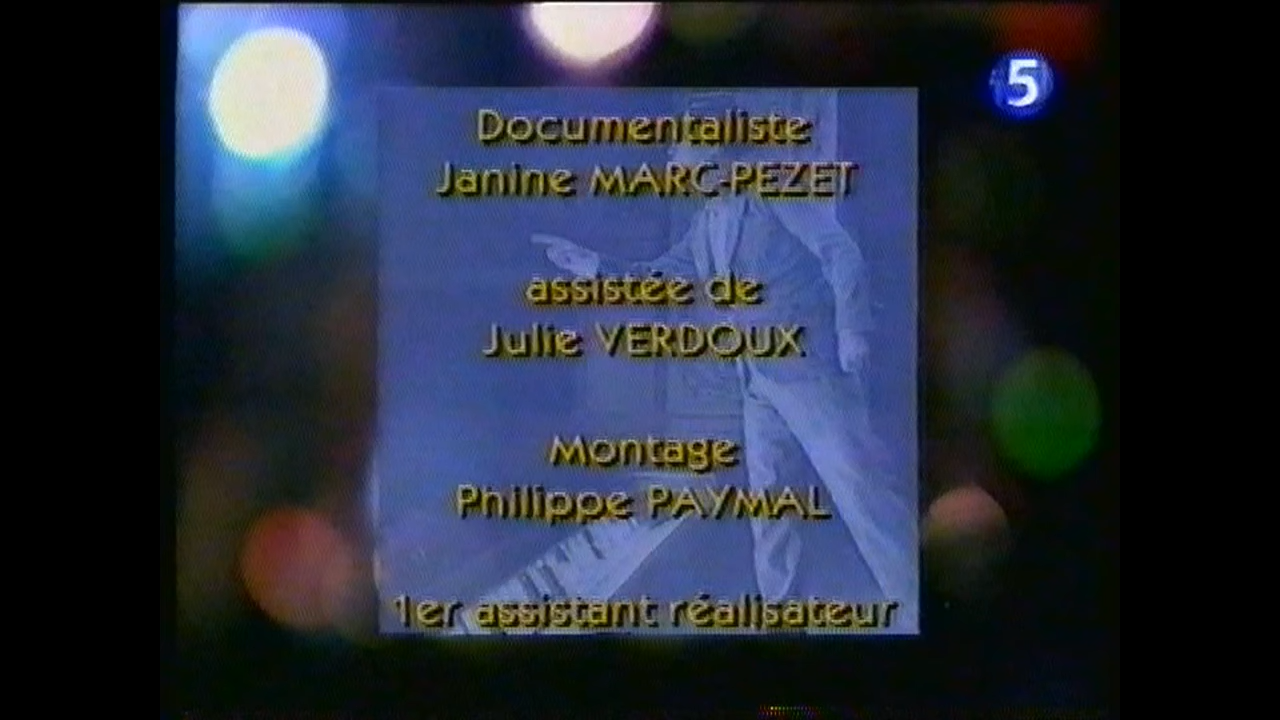 5
Documentaliste
Janine MARC-PEZET
assistée de
Julie VERDOUX
Montage
Philippe PAYMAL
1er assistant réalisateur